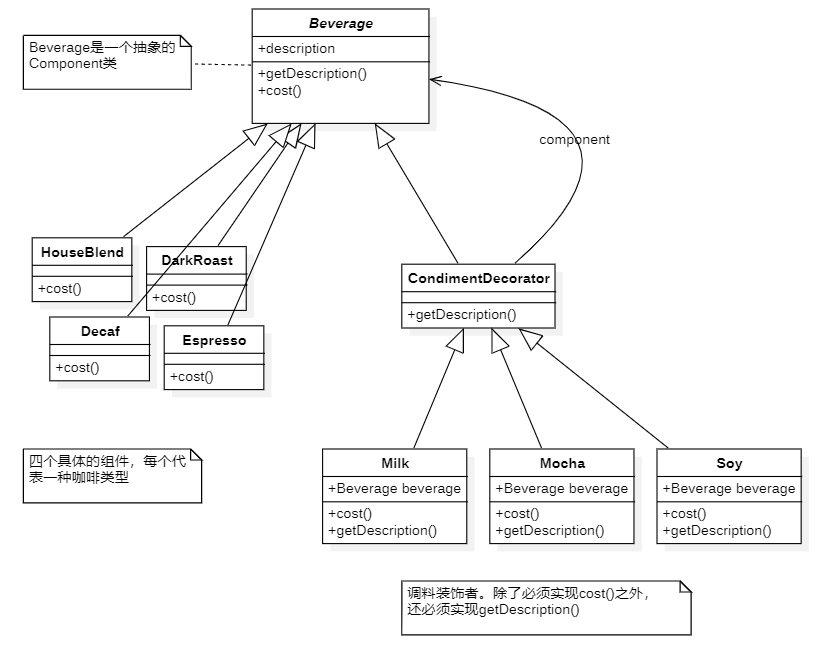 Beverage
+description
+getDescription()
+cost()
Beverage是一个抽象的
Component类
component
HouseBlend
+cost()
DarkRoast
+cost()
Decaf
+cost()
Espresso
+cost()
CondimentDecorator
+getDescription()
四个具体的组件，每个代
表一种咖啡类型
Milk
+Beverage beverage
+cost()
+getDescription()
Mocha
+Beverage beverage
+cost()
+getDescription()
Soy
+Beverage beverage
+cost()
+getDescription()
调料装饰者。除了必须实现cost()之外，
还必须实现getDescription()